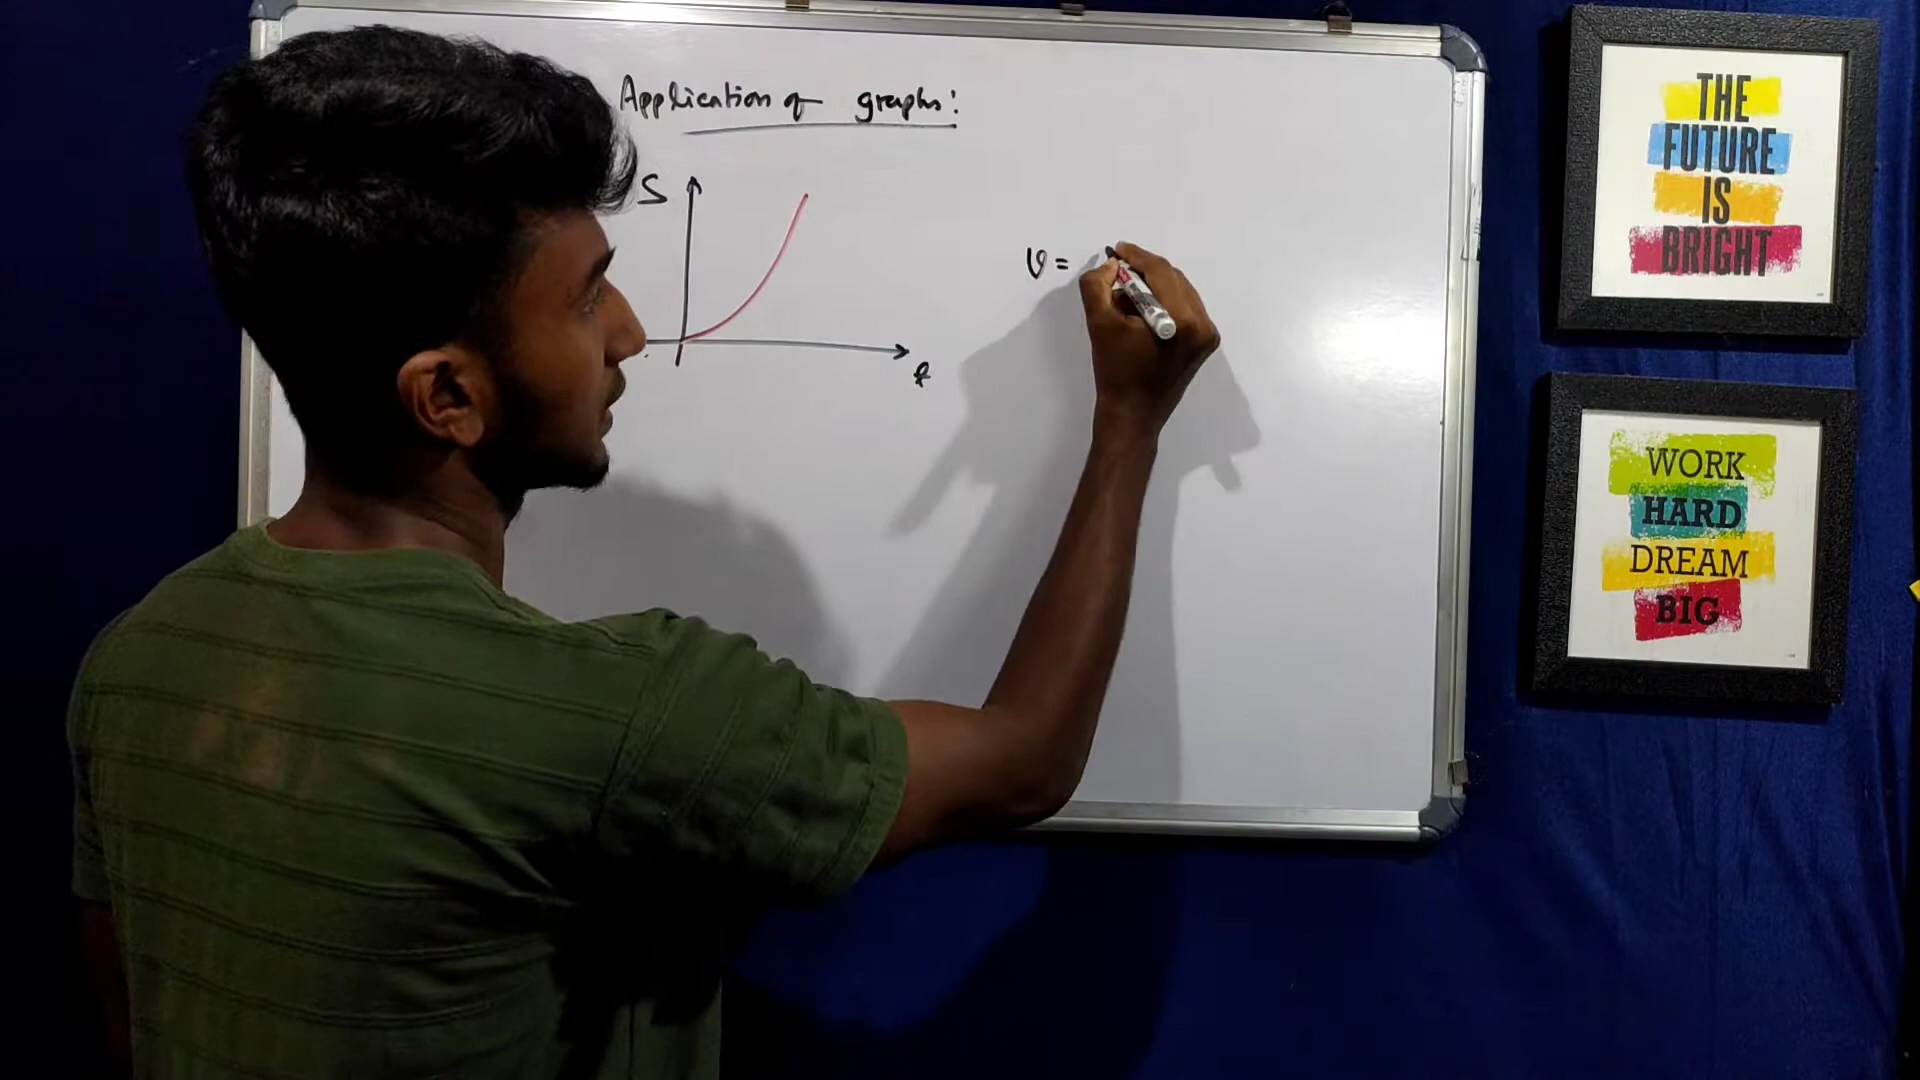 Application of graphs:
S
t
v =
THE
FUTURE
IS
BRIGHT
WORK
HARD
DREAM
BIG